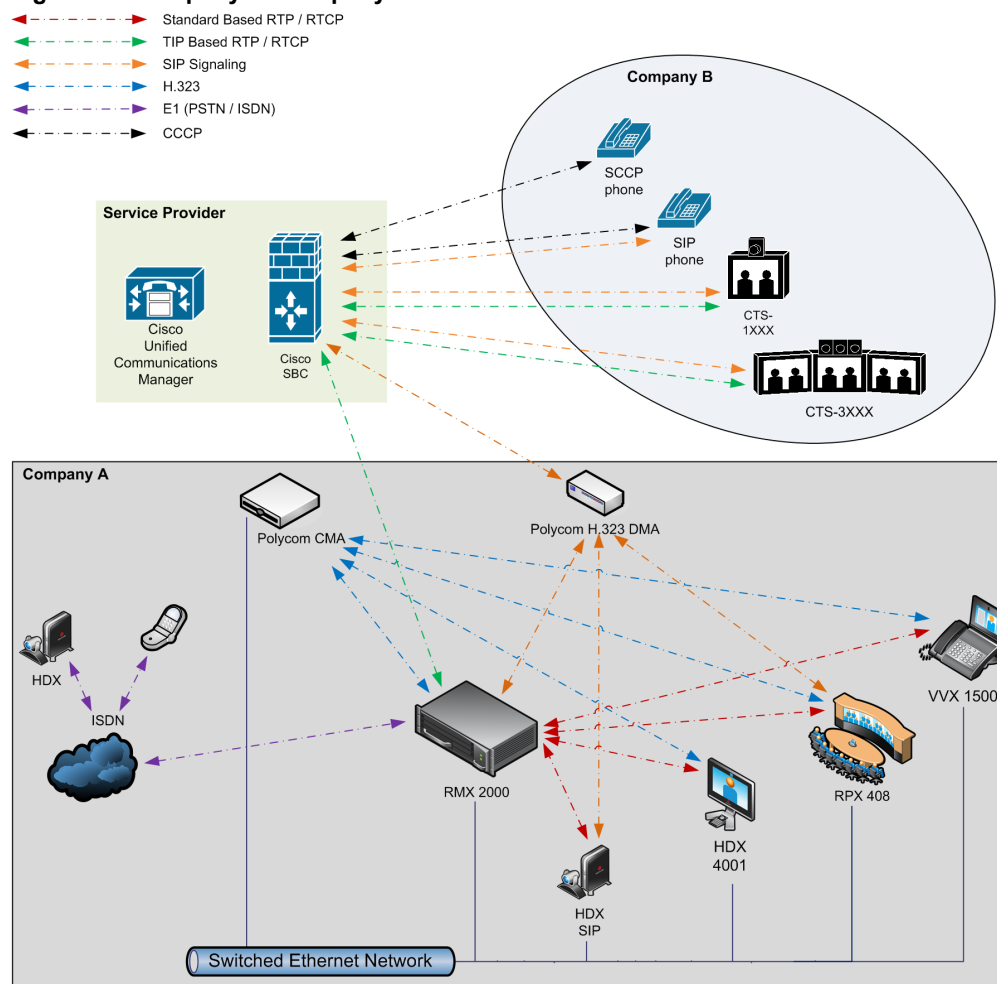 Standard Based RTP / RTCP
TIP Based RTP / RTCP
SIP Signaling
H.323
E1 (PSTN / ISDN)
CCCP
Company B
SCCP
phone
SIP
phone
CTS-
1XXX
CTS-3XXX
Service Provider
Cisco
Unified
Communications
Manager
Cisco
SBC
Company A
Polycom CMA
Polycom H.323 DMA
HDX
ISDN
RMX 2000
VVX 1500
RPX 408
HDX
4001
HDX
SIP
Switched Ethernet Network